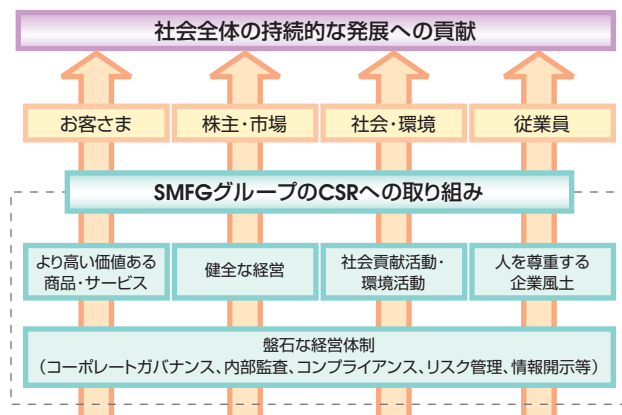 社会全体の持続的な発展への貢献
お客さま
株主・市場
社会・環境
従業員
SMFGグループのCSRへの取り組み
より高い価値ある
商品・サービス
健全な経営
社会貢献活動・
環境活動
人を尊重する
企業風土
盤石な経営体制
（コーポレートガバナンス、内部監査、コンプライアンス、リスク管理、情報開示等）